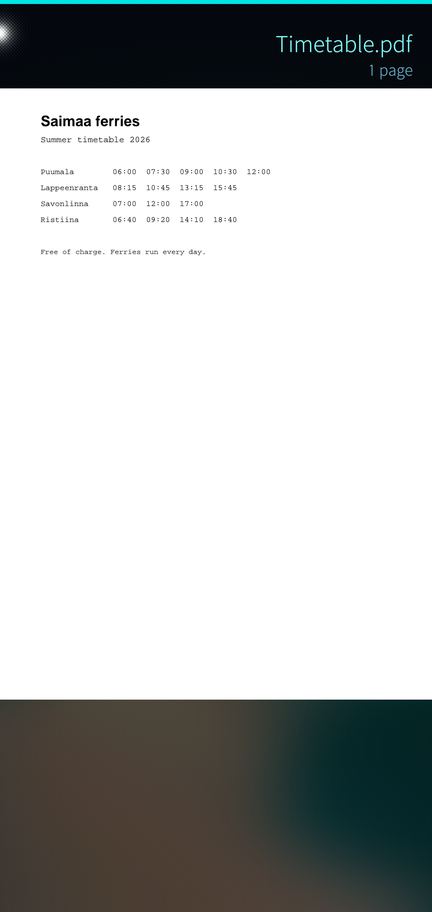 Timetable.pdf
1 page
Saimaa ferries
Summer timetable 2026
Puumala 06:00 07:30 09:00 10:30 12:00
Lappeenranta 08:15 10:45 13:15 15:45
Savonlinna 07:00 12:00 17:00
Ristiina 06:40 09:20 14:10 18:40
Free of charge. Ferries run every day.